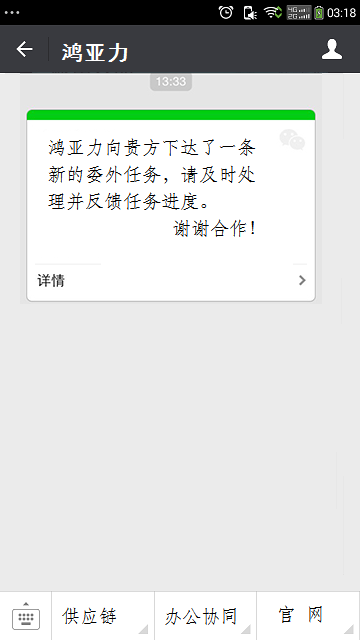 03:18
鸿亚力
13:33
鸿亚力向贵方下达了一条
新的委外任务，请及时处
理并反馈任务进度。
谢谢合作！
详情
供应链 办公协同 官 网